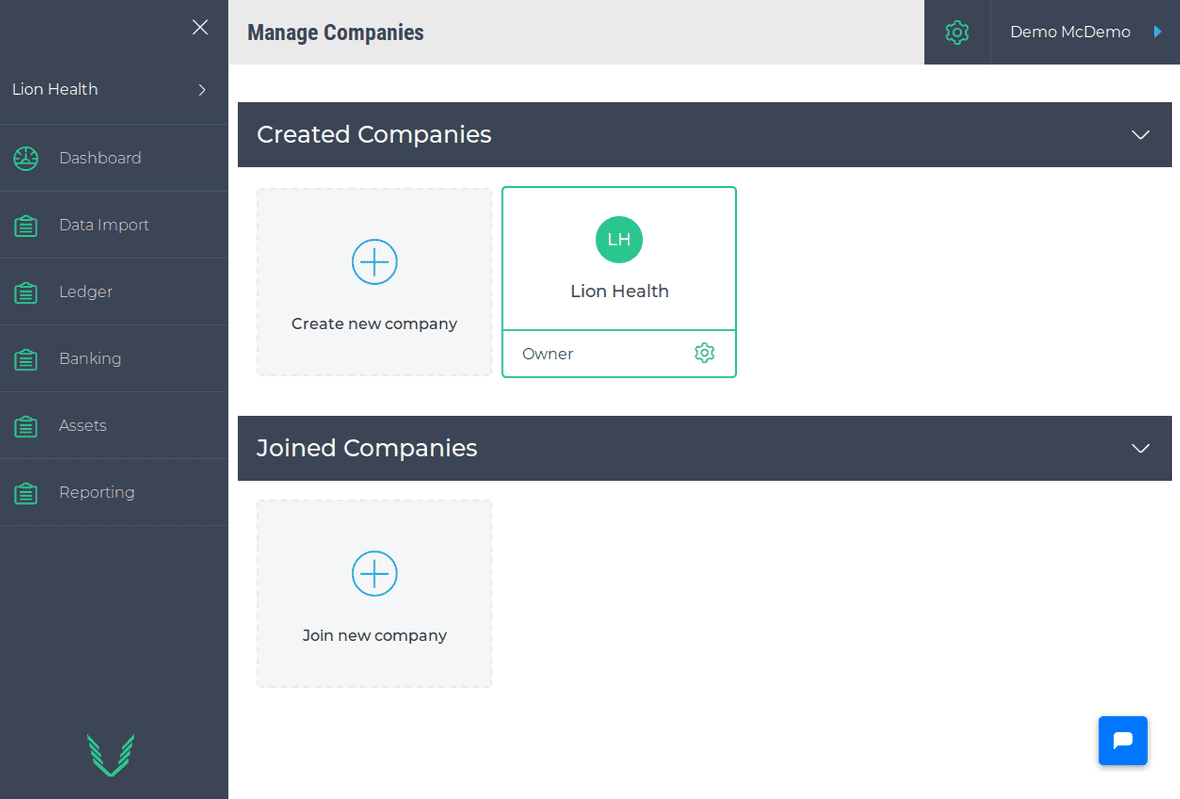 Manage Companies
Demo McDemo
Lion Health
Dashboard
Data Import
Ledger
Banking
Assets
Reporting
Created Companies
Create new company
LH
Lion Health
Owner
Joined Companies
Join new company